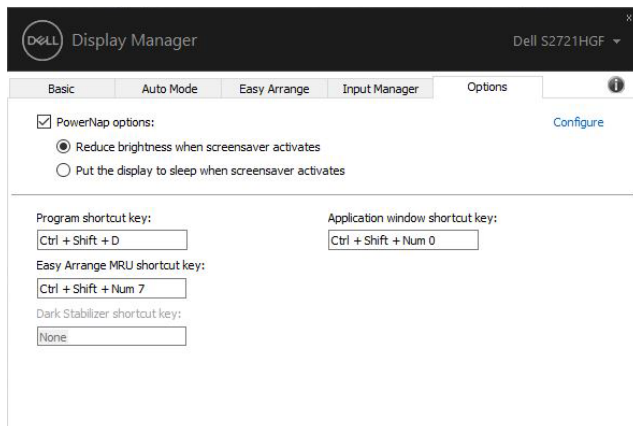 DELL Display Manager
Dell S2721HGF
Basic Auto Mode Easy Arrange Input Manager Options
PowerNap options: Configure
Reduce brightness when screensaver activates
Put the display to sleep when screensaver activates
Program shortcut key: Application window shortcut key:
Ctrl + Shift + D Ctrl + Shift + Num 0
Easy Arrange MRU shortcut key:
Ctrl + Shift + Num 7
Dark Stabilizer shortcut key:
None